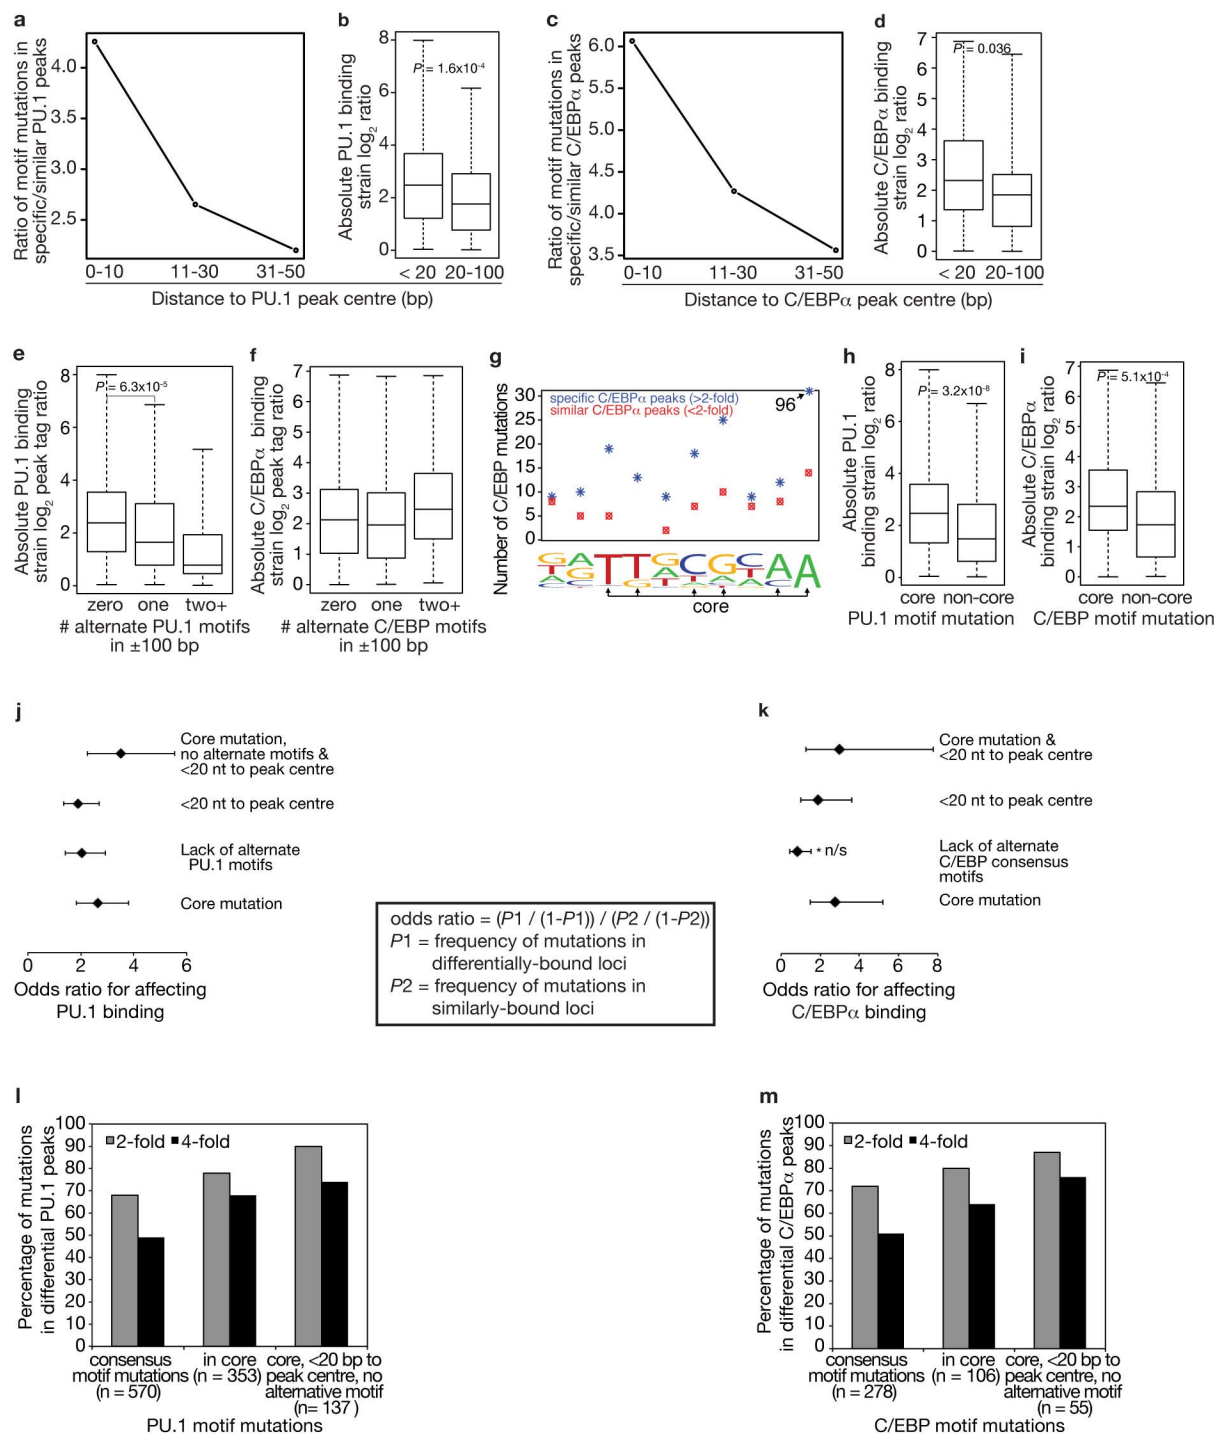 a
Ratio of motif mutations in
specific/similar PU.1 peaks
4.0
3.5
3.0
2.5
0-10
11-30
31-50
b
Absolute PU.1 binding
strain log2 ratio
8
6
4
2
0
P = 1.6x10-4
< 20
20-100
Distance to PU.1 peak centre (bp)
c
Ratio of motif mutations in
specific/similar C/EBPα peaks
6.0
5.0
4.5
4.0
3.5
0-10
11-30
31-50
d
Absolute C/EBPα binding
strain log2 ratio
7
6
5
4
3
2
1
0
P = 0.036
< 20
20-100
Distance to C/EBPα peak centre (bp)
e
Absolute PU.1 binding
strain log2 peak tag ratio
8
6
4
2
0
P = 6.3x10-5
zero
one
two+
# alternate PU.1 motifs
in ±100 bp
f
Absolute C/EBPα binding
strain log2 peak tag ratio
7
6
5
4
3
2
1
0
zero
one
two+
# alternate C/EBP motifs
in ±100 bp
g
Number of C/EBP mutations
30
25
20
15
10
5
0
specific C/EBPα peaks (>2-fold)
similar C/EBPα peaks (<2-fold)
96
core
h
Absolute PU.1
binding strain log2 ratio
8
6
4
2
0
P = 3.2x10-8
core
non-core
PU.1 motif mutation
i
Absolute C/EBPα
binding strain log2 ratio
7
6
5
4
3
2
1
0
P = 5.1x10-4
core
non-core
C/EBP motif mutation
j
Core mutation,
no alternate motifs &
<20 nt to peak centre
<20 nt to peak centre
Lack of alternate
PU.1 motifs
Core mutation
0
2
4
6
Odds ratio for affecting
PU.1 binding
odds ratio = (P1 / (1-P1)) / (P2 / (1-P2))
P1 = frequency of mutations in
differentially-bound loci
P2 = frequency of mutations in
similarly-bound loci
k
Core mutation &
<20 nt to peak centre
<20 nt to peak centre
* n/s
Lack of alternate
C/EBP consensus
motifs
Core mutation
0
2
4
6
8
Odds ratio for affecting
C/EBPα binding
l
Percentage of mutations
in differential PU.1 peaks
100
90
80
70
60
50
40
30
20
10
0
2-fold
4-fold
consensus
motif mutations
(n = 570)
in core
(n = 353)
core, <20 bp to
peak centre, no
alternative motif
(n= 137 )
PU.1 motif mutations
m
Percentage of mutations
in differential C/EBPα peaks
100
90
80
70
60
50
40
30
20
10
0
2-fold
4-fold
consensus
motif mutations
(n = 278)
in core
(n = 106)
core, <20 bp to
peak centre, no
alternative motif
(n = 55)
C/EBP motif mutations